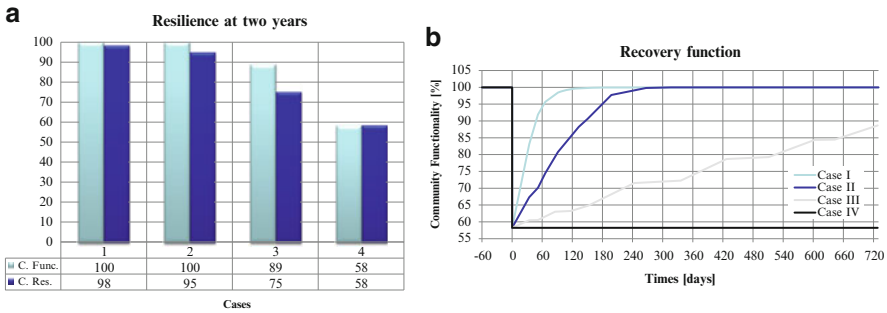 a
Resilience at two years
100
90
80
70
60
50
40
30
20
10
0
1 2 3 4
C. Func. 100 100 89 58
C. Res. 98 95 75 58
Cases
b
Recovery function
Community Functionality [%]
105
100
95
90
85
80
75
70
65
60
55
Case I
Case II
Case III
Case IV
-60 0 60 120 180 240 300 360 420 480 540 600 660 720
Times [days]